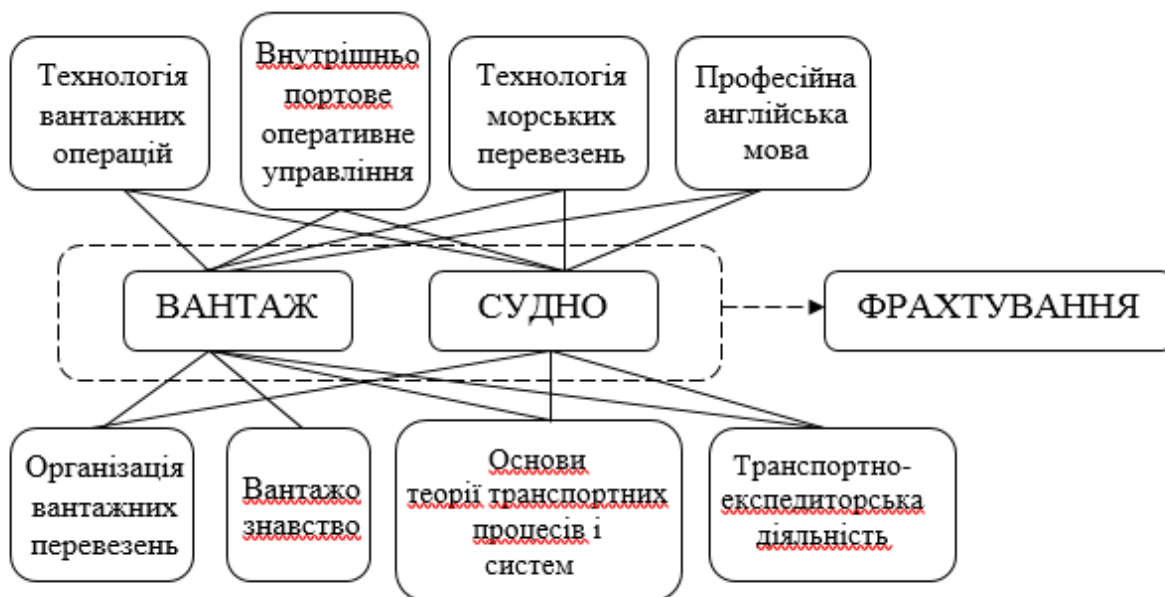 Технологія
вантажних
операцій
Внутрішньо
портове
оперативне
управління
Технологія
морських
перевезень
Професійна
англійська
мова
ВАНТАЖ
СУДНО
ФРАХТУВАННЯ
Організація
вантажних
перевезень
Вантажо
знавство
Основи
теорії транспортних
процесів і
систем
Транспортно-
експедиторська
діяльність